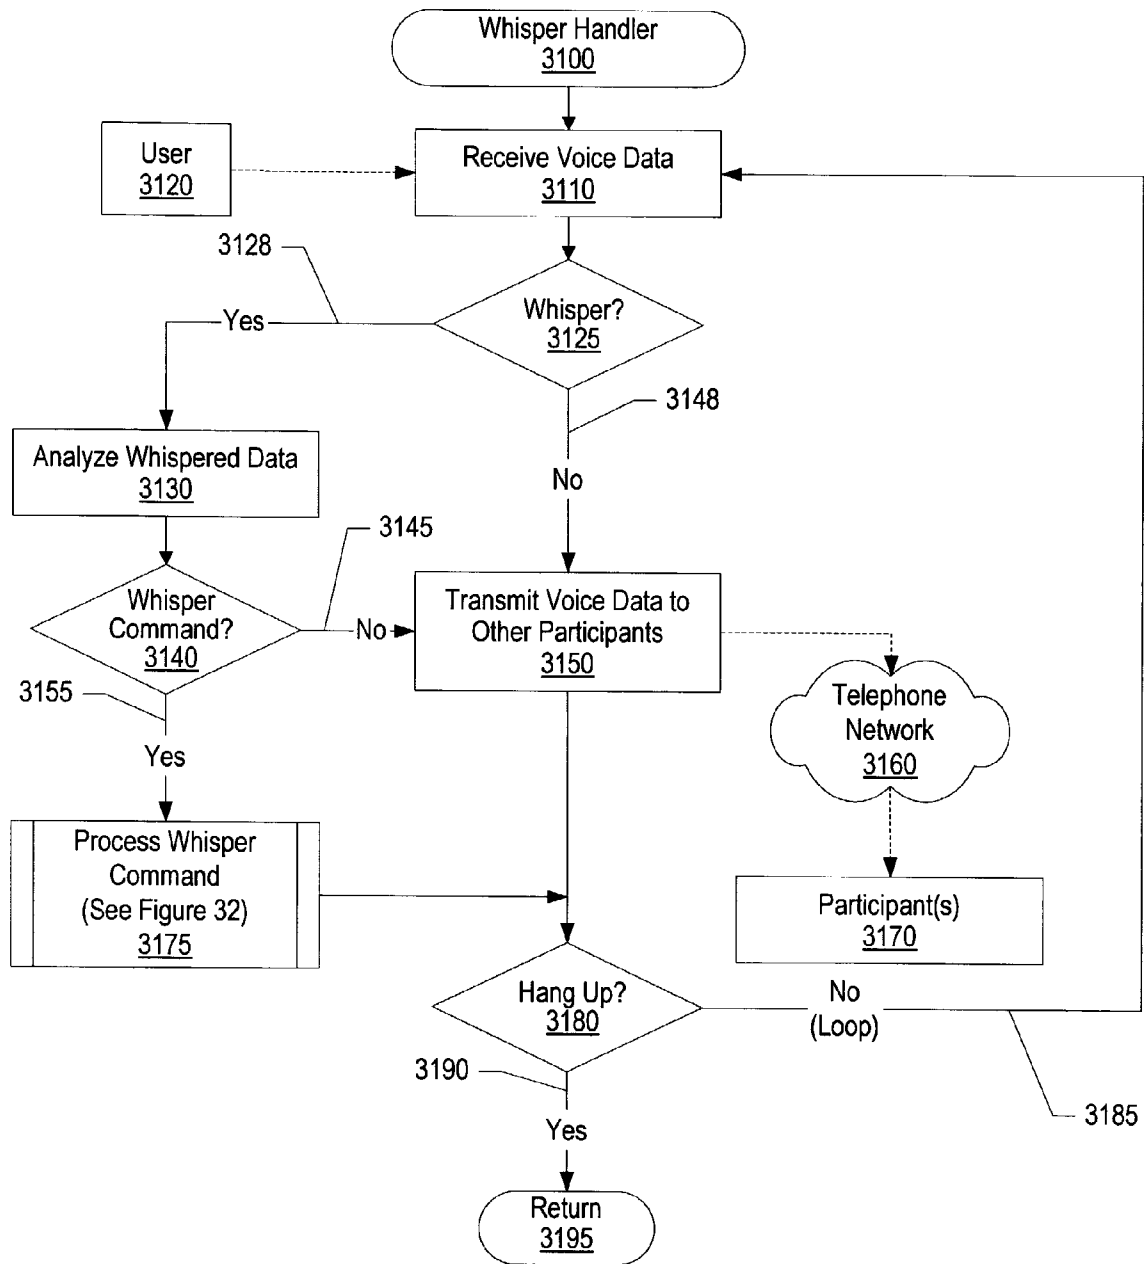 Whisper Handler
3100
User
3120
Receive Voice Data
3110
3128
Yes
Whisper?
3125
3148
No
Analyze Whispered Data
3130
3145
Whisper
Command?
3140
No
Transmit Voice Data to
Other Participants
3150
3155
Yes
Telephone
Network
3160
Process Whisper
Command
(See Figure 32)
3175
Participant(s)
3170
Hang Up?
3180
No
(Loop)
3185
3190
Yes
Return
3195